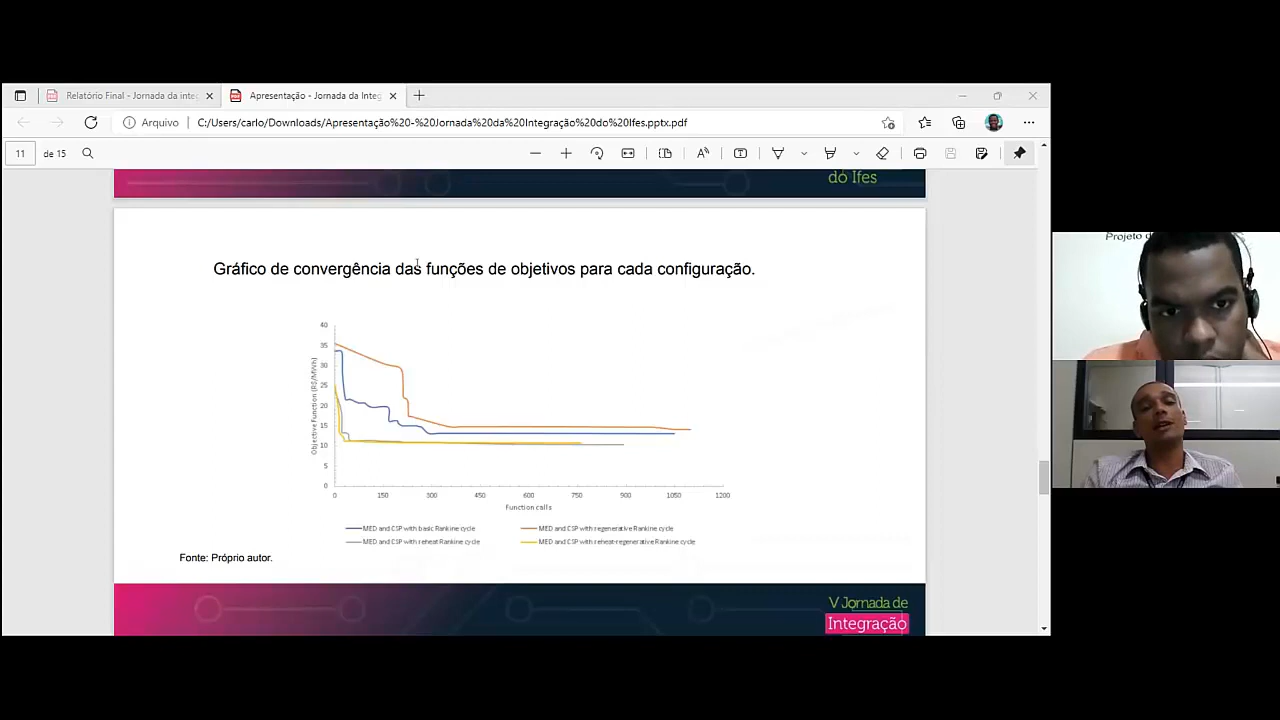 Relatório Final - Jornada da inte
Apresentação - Jornada da Integ
Arquivo
C:/Users/carlo/Downloads/Apresentação%20-%20Jornada%20da%20Integração%20do%20Ifes.pptx.pdf
11 de 15
do Ifes
Gráfico de convergência das funções de objetivos para cada configuração.
Objective Function (R$/MWh)
40
35
30
25
20
15
10
5
0
0 150 300 450 600 750 900 1050 1200
Function calls
MED and CSP with basic Rankine cycle
MED and CSP with regenerative Rankine cycle
MED and CSP with reheat Rankine cycle
MED and CSP with reheat-regenerative Rankine cycle
Fonte: Próprio autor.
V Jornada de
Integração
Projeto d